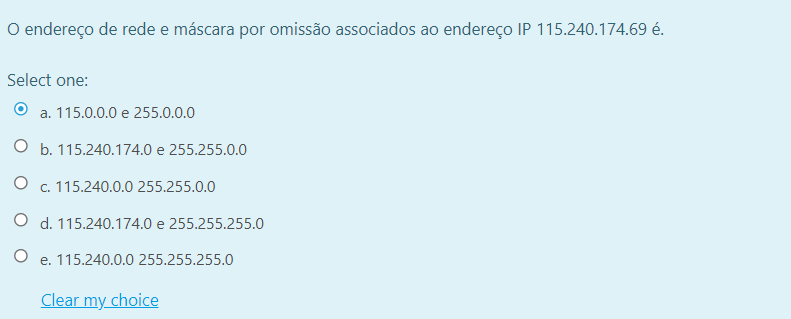 O endereço de rede e máscara por omissão associados ao endereço IP 115.240.174.69 é.
Select one:
a. 115.0.0.0 e 255.0.0.0
b. 115.240.174.0 e 255.255.0.0
c. 115.240.0.0 255.255.0.0
d. 115.240.174.0 e 255.255.255.0
e. 115.240.0.0 255.255.255.0
Clear my choice